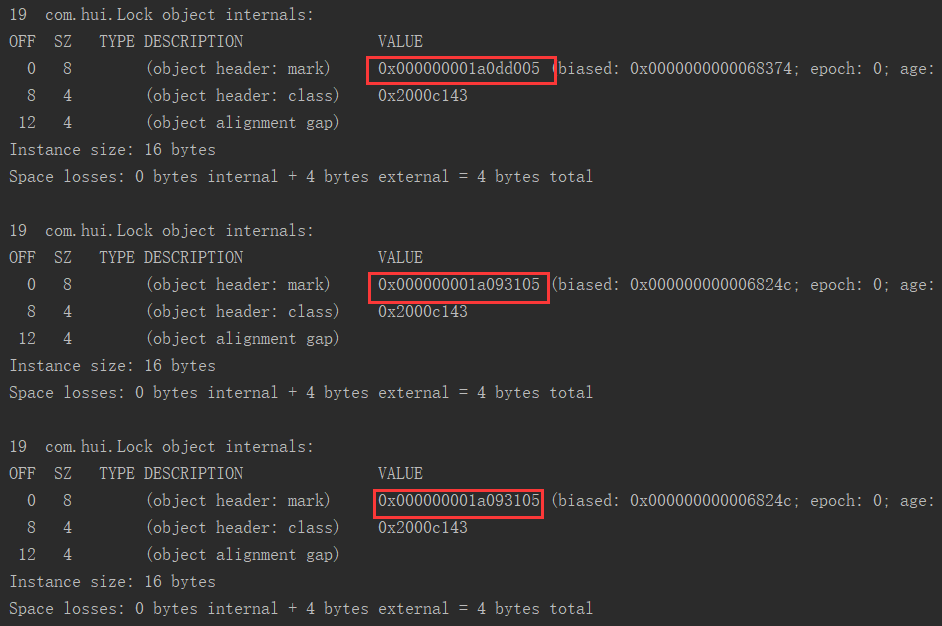 19  com.hui.Lock object internals:
OFF  SZ   TYPE DESCRIPTION               VALUE
  0   8        (object header: mark)     0x000000001a0dd005 (biased: 0x0000000000068374; epoch: 0; age:
  8   4        (object header: class)    0x2000c143
 12   4        (object alignment gap)
Instance size: 16 bytes
Space losses: 0 bytes internal + 4 bytes external = 4 bytes total

19  com.hui.Lock object internals:
OFF  SZ   TYPE DESCRIPTION               VALUE
  0   8        (object header: mark)     0x000000001a093105 (biased: 0x000000000006824c; epoch: 0; age:
  8   4        (object header: class)    0x2000c143
 12   4        (object alignment gap)
Instance size: 16 bytes
Space losses: 0 bytes internal + 4 bytes external = 4 bytes total

19  com.hui.Lock object internals:
OFF  SZ   TYPE DESCRIPTION               VALUE
  0   8        (object header: mark)     0x000000001a093105 (biased: 0x000000000006824c; epoch: 0; age:
  8   4        (object header: class)    0x2000c143
 12   4        (object alignment gap)
Instance size: 16 bytes
Space losses: 0 bytes internal + 4 bytes external = 4 bytes total